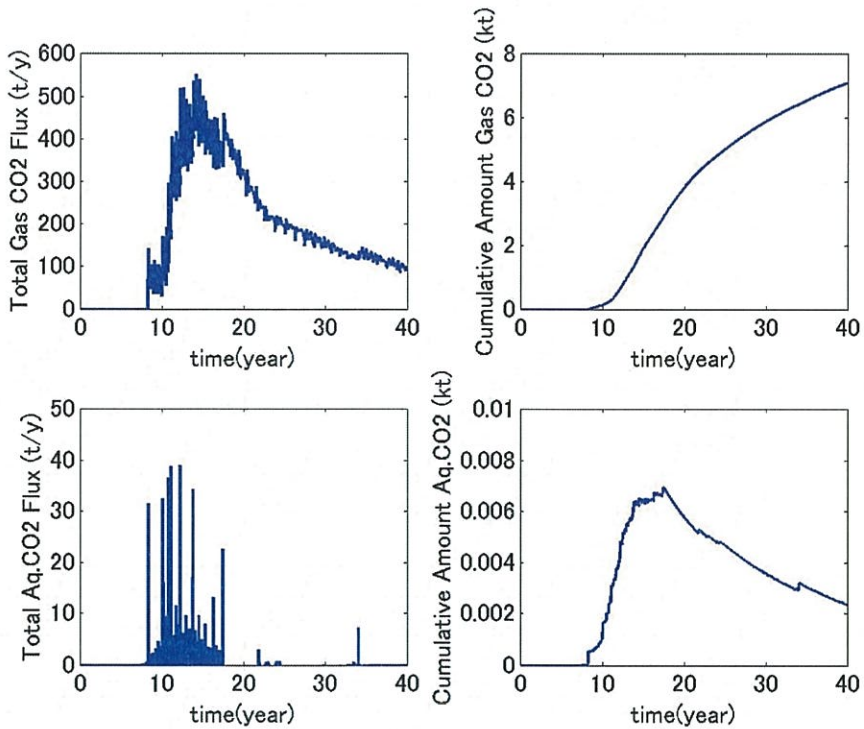 Total Gas CO2 Flux (t/y)
600
500
400
300
200
100
0
0 10 20 30 40
time(year)
Cumulative Amount Gas CO2 (kt)
8
6
4
2
0
0 10 20 30 40
time(year)
Total Aq.CO2 Flux (t/y)
50
40
30
20
10
0
0 10 20 30 40
time(year)
Cumulative Amount Aq.CO2 (kt)
0.01
0.008
0.006
0.004
0.002
0
0 10 20 30 40
time(year)